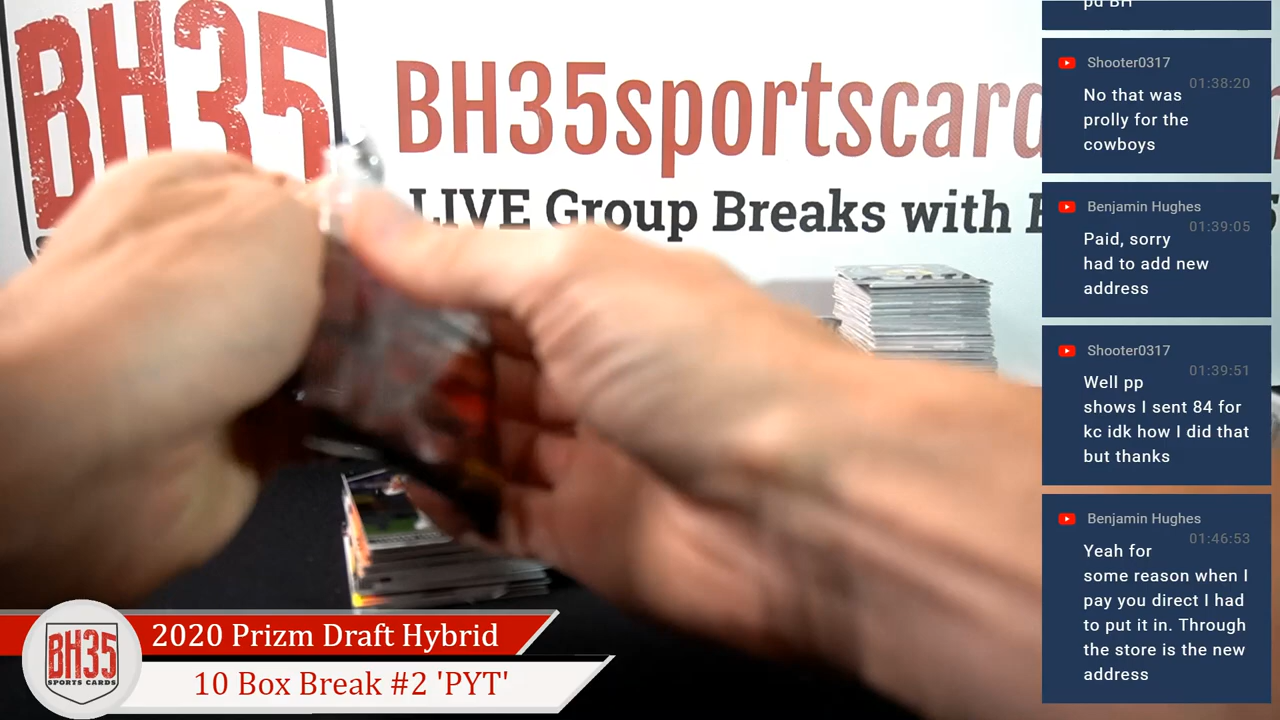 BH35
BH35sportscard
LIVE Group Breaks with
pd BH
Shooter0317
01:38:20
No that was
prolly for the
cowboys
Benjamin Hughes
01:39:05
Paid, sorry
had to add new
address
Shooter0317
01:39:51
Well pp
shows I sent 84 for
kc idk how I did that
but thanks
Benjamin Hughes
01:46:53
Yeah for
some reason when I
pay you direct I had
to put it in. Through
the store is the new
address
BH35
SPORTS CARDS
2020 Prizm Draft Hybrid
10 Box Break #2 'PYT'